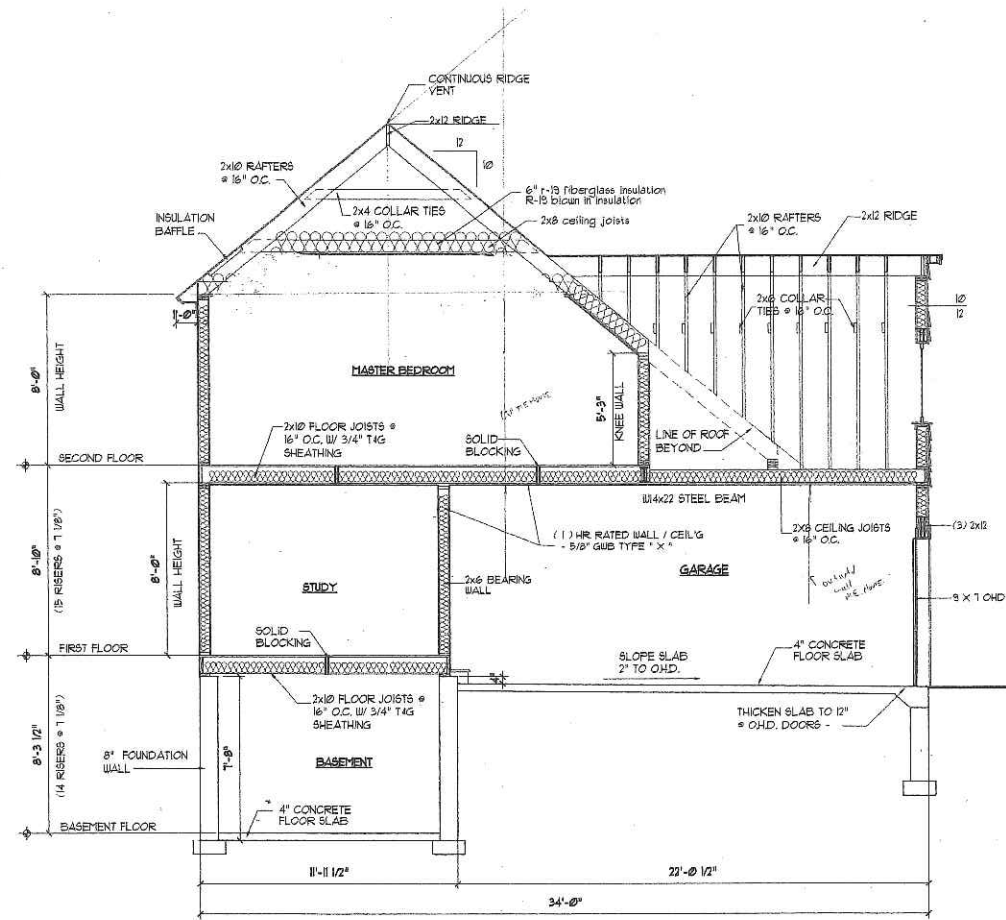 CONTINUOUS RIDGE
VENT
2x12 RIDGE
12
10
2x10 RAFTERS
@ 16" O.C.
2x4 COLLAR TIES
@ 16" O.C.
6" r-19 fiberglass insulation
R-19 blown in insulation
2x8 ceiling joists
INSULATION
BAFFLE
2x10 RAFTERS
@ 16" O.C.
2x12 RIDGE
2x6 COLLAR
TIES @ 16" O.C.
10
12
1'-0"
8'-0"
WALL HEIGHT
MASTER BEDROOM
5'-3"
KNEE WALL
LINE OF ROOF
BEYOND
2x10 FLOOR JOISTS @
16" O.C. W/ 3/4" T&G
SHEATHING
SOLID
BLOCKING
SECOND FLOOR
W14x22 STEEL BEAM
(1) HR RATED WALL / CEIL'G
- 5/8" GWB TYPE "X"
2x8 CEILING JOISTS
@ 16" O.C.
(3) 2x12
8'-10"
(15 RISERS @ 7 1/8")
8'-0"
WALL HEIGHT
STUDY
2x6 BEARING
WALL
GARAGE
9 X 7 OHD
SOLID
BLOCKING
FIRST FLOOR
SLOPE SLAB
2" TO O.H.D.
4" CONCRETE
FLOOR SLAB
4"
2x10 FLOOR JOISTS @
16" O.C. W/ 3/4" T&G
SHEATHING
THICKEN SLAB TO 12"
@ O.H.D. DOORS -
8'-3 1/2"
(14 RISERS @ 7 1/8")
8" FOUNDATION
WALL
7'-8"
BASEMENT
4" CONCRETE
FLOOR SLAB
BASEMENT FLOOR
11'-11 1/2"
22'-0 1/2"
34'-0"